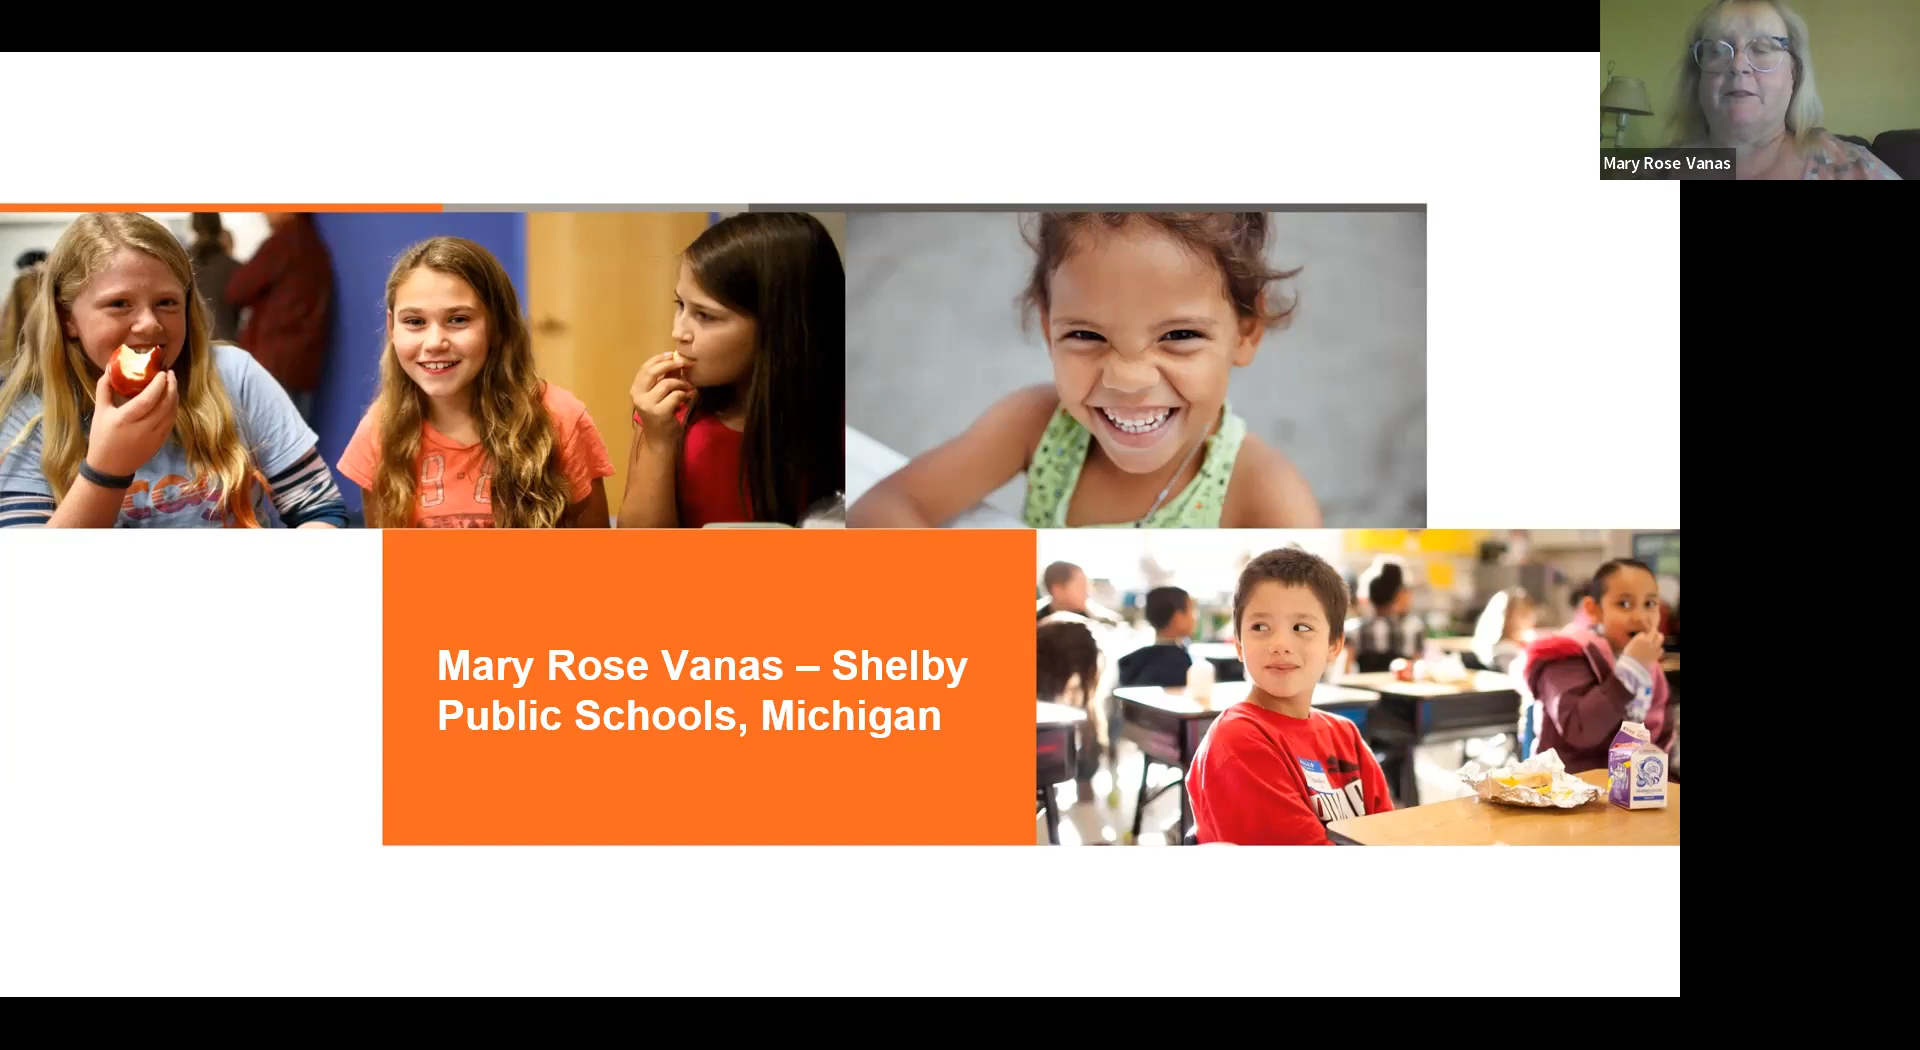 Mary Rose Vanas
Mary Rose Vanas – Shelby
Public Schools, Michigan